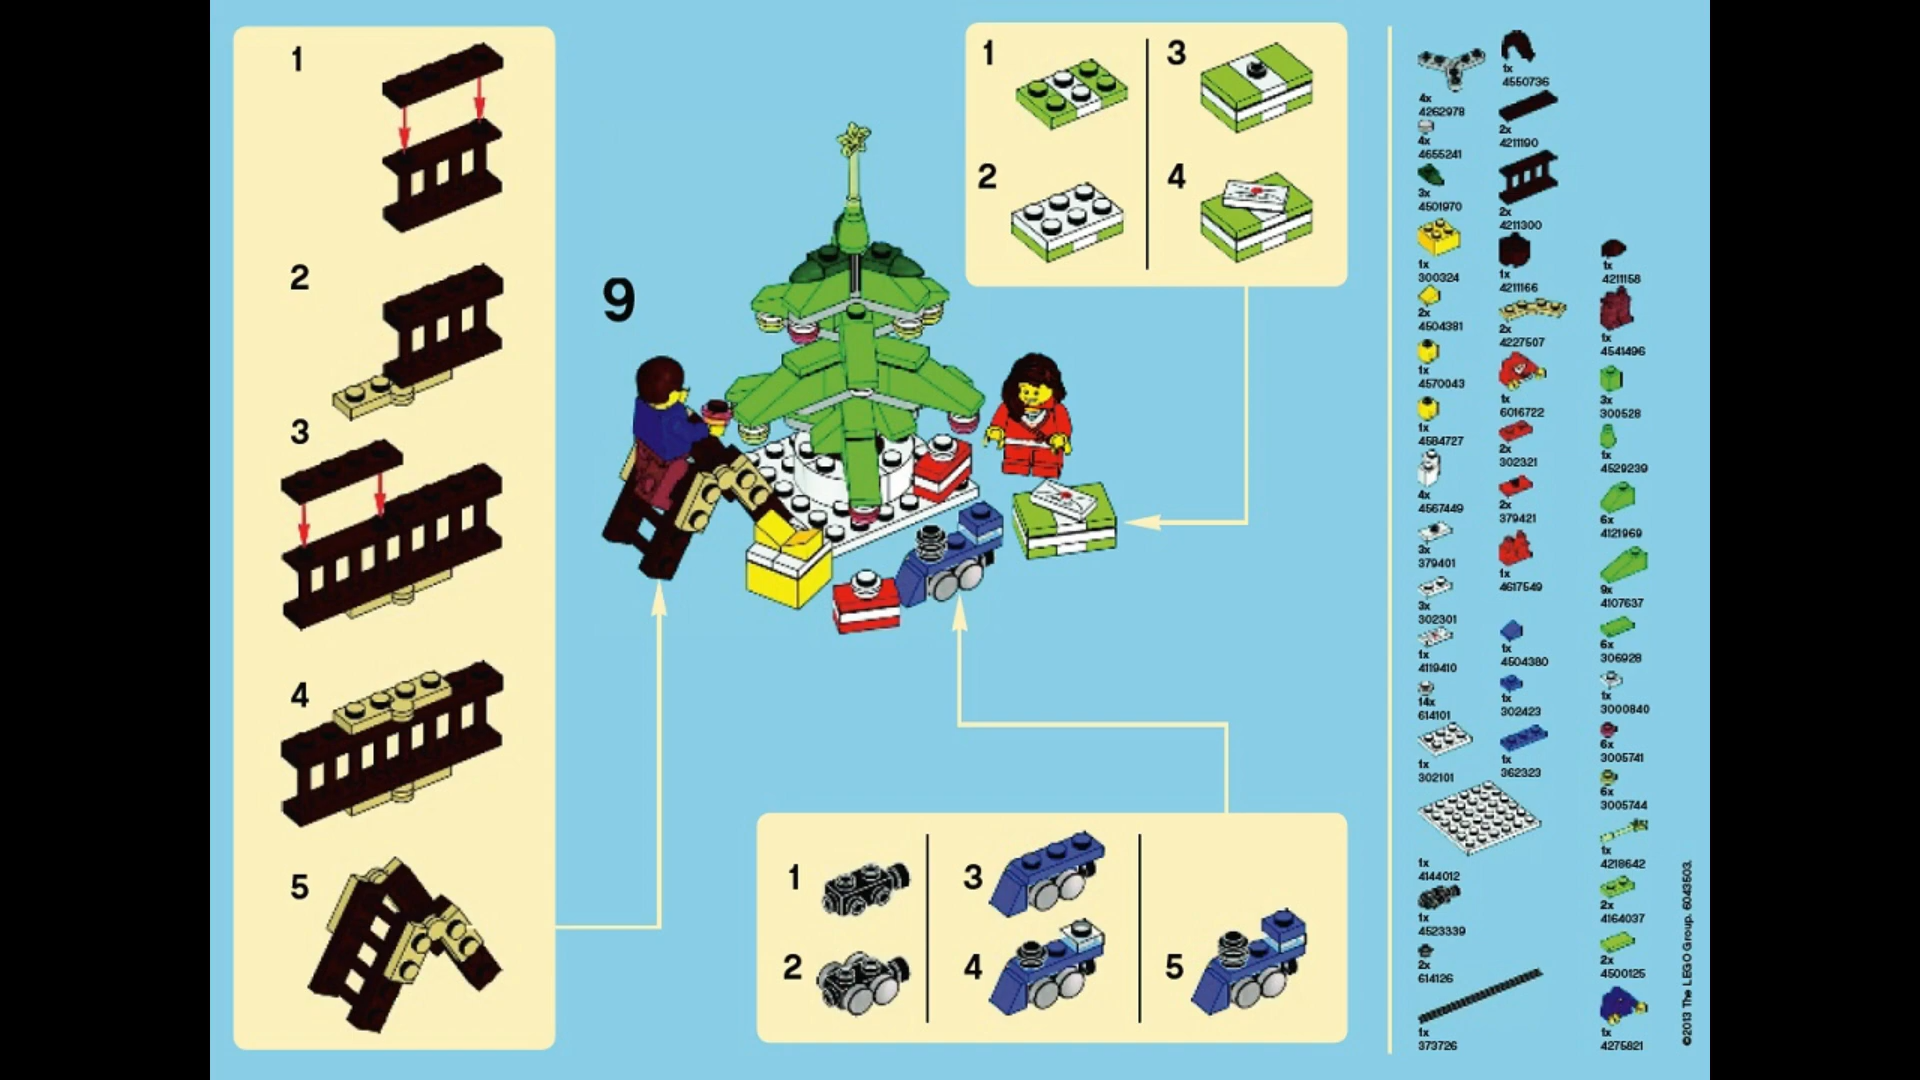 1
2
3
4
5
9
1
2
3
4
1
2
3
4
5
4x
4262978
4x
4655241
3x
4501970
1x
300324
2x
4504381
1x
4570043
1x
4584727
4x
4567449
3x
379401
3x
302301
1x
4119410
14x
614101
1x
302101
1x
4144012
1x
4523339
2x
614126
1x
373726
1x
4550736
2x
4211190
2x
4211300
1x
4211166
2x
4227507
1x
6016722
2x
302321
2x
379421
1x
4617549
1x
4504380
1x
302423
1x
362323
1x
4211158
1x
4541496
3x
300528
1x
4529239
6x
4121969
9x
4107637
6x
306928
1x
3000840
6x
3005741
6x
3005744
1x
4218642
2x
4164037
2x
4500125
1x
4275821
©2013 The LEGO Group. 6043503.